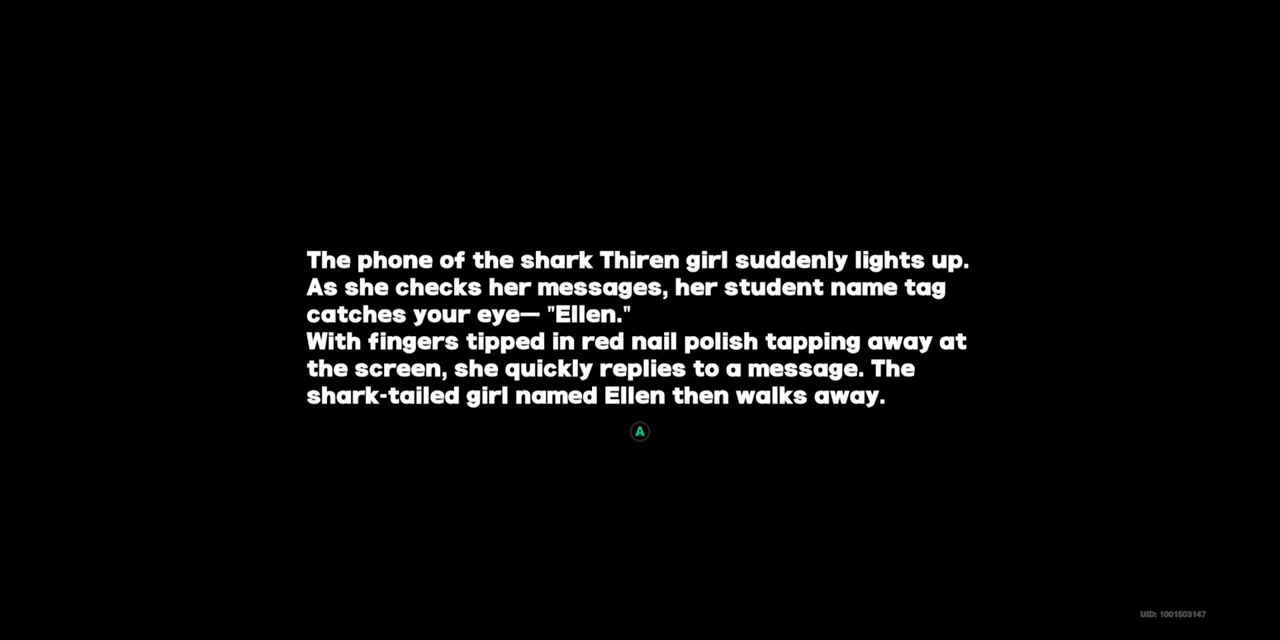 The phone of the shark Thiren girl suddenly lights up.
As she checks her messages, her student name tag
catches your eye— "Ellen."
With fingers tipped in red nail polish tapping away at
the screen, she quickly replies to a message. The
shark-tailed girl named Ellen then walks away.
A
UID: 1001503147